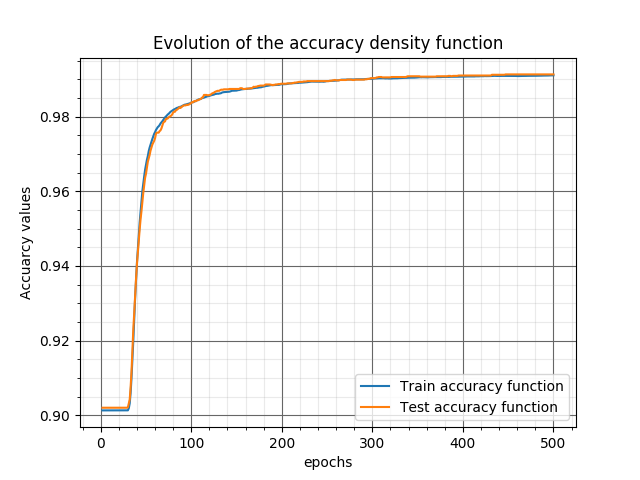 Evolution of the accuracy density function
0.98
0.96
0.94
0.92
0.90
Accuarcy values
Train accuracy function
Test accuracy function
0
100
200
300
400
500
epochs